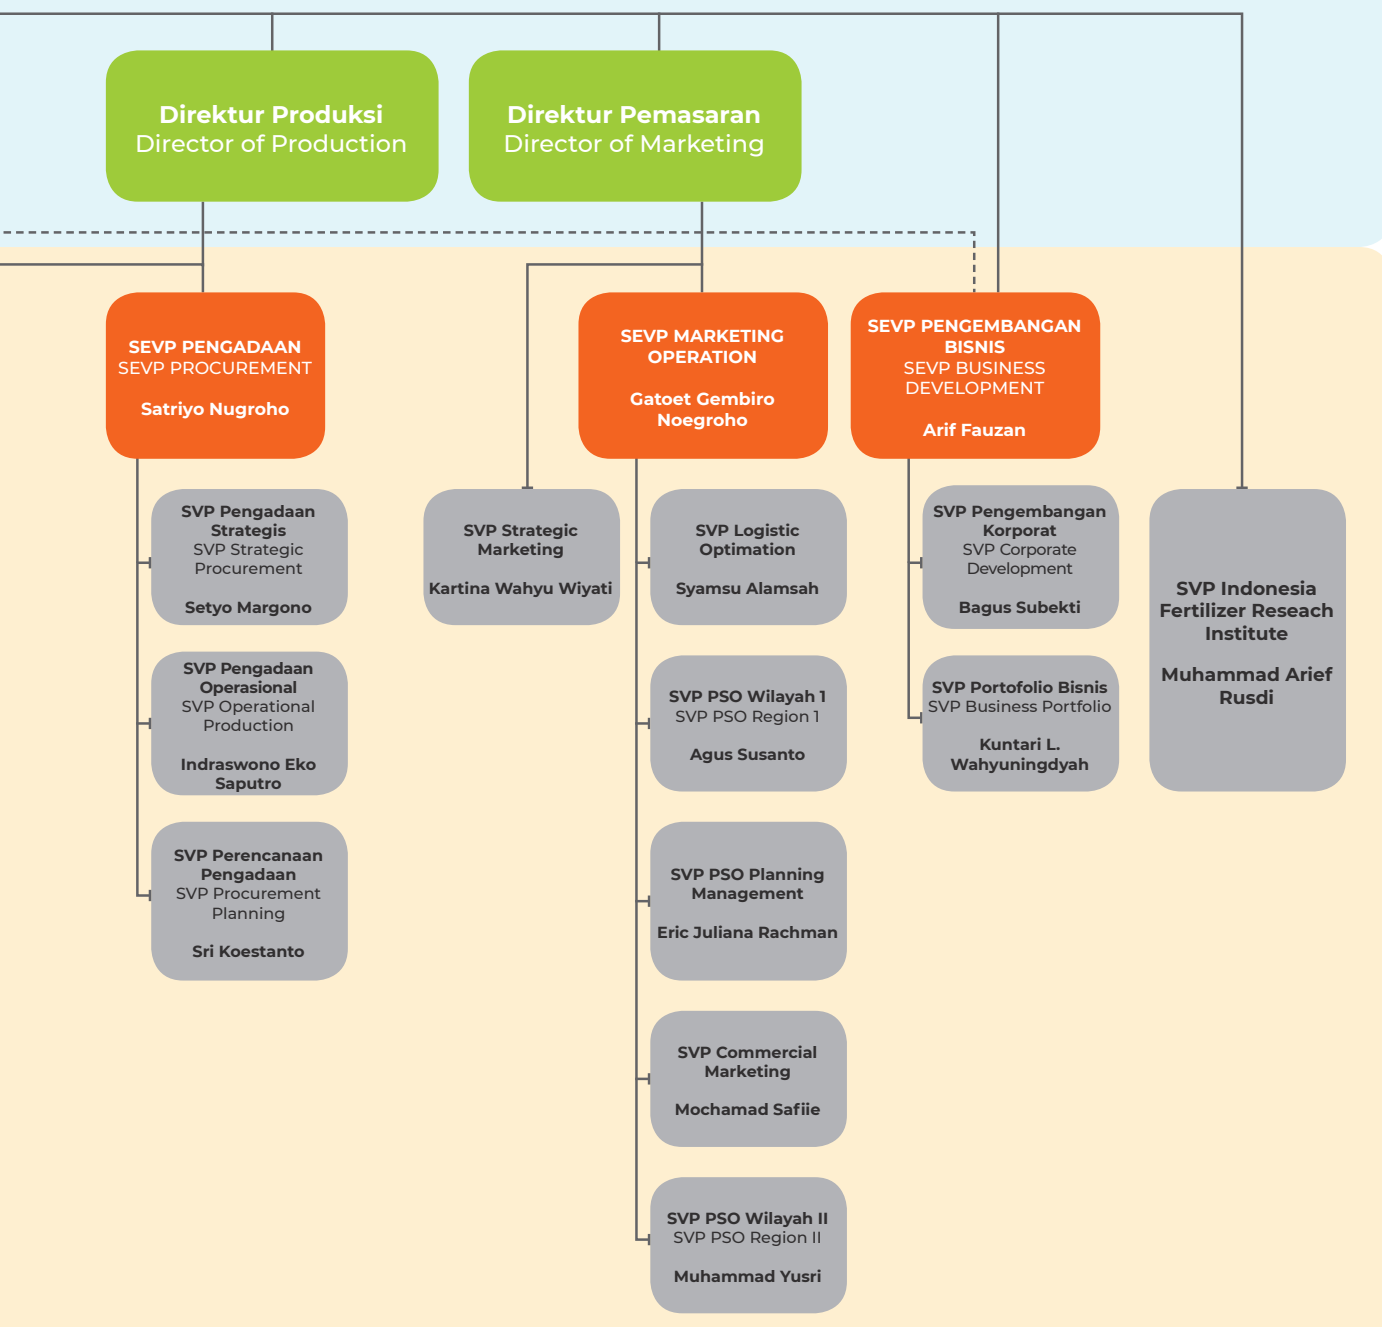 Direktur Produksi
Director of Production
Direktur Pemasaran
Director of Marketing
SEVP PENGADAAN
SEVP PROCUREMENT
Satriyo Nugroho
SEVP MARKETING
OPERATION
Gatoet Gembiro
Noegroho
SEVP PENGEMBANGAN
BISNIS
SEVP BUSINESS
DEVELOPMENT
Arif Fauzan
SVP Pengadaan
Strategis
SVP Strategic
Procurement
Setyo Margono
SVP Pengadaan
Operasional
SVP Operational
Production
Indraswono Eko
Saputro
SVP Perencanaan
Pengadaan
SVP Procurement
Planning
Sri Koestanto
SVP Strategic
Marketing
Kartina Wahyu Wiyati
SVP Logistic
Optimation
Syamsu Alamsah
SVP PSO Wilayah 1
SVP PSO Region 1
Agus Susanto
SVP PSO Planning
Management
Eric Juliana Rachman
SVP Commercial
Marketing
Mochamad Safiie
SVP PSO Wilayah II
SVP PSO Region II
Muhammad Yusri
SVP Pengembangan
Korporat
SVP Corporate
Development
Bagus Subekti
SVP Portofolio Bisnis
SVP Business Portfolio
Kuntari L.
Wahyuningdyah
SVP Indonesia
Fertilizer Reseach
Institute
Muhammad Arief
Rusdi